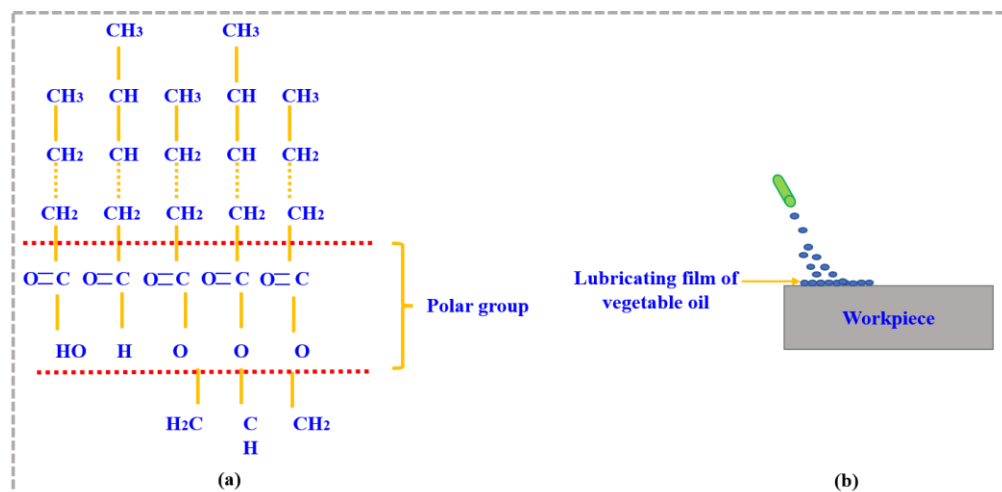 CH3 CH3
CH3 CH CH3 CH CH3
CH2 CH CH2 CH CH2
CH2 CH2 CH2 CH2 CH2
O=C O=C O=C O=C O=C
HO H O O O
H2C C CH2
H
Polar group
(a)
Lubricating film of
vegetable oil
Workpiece
(b)